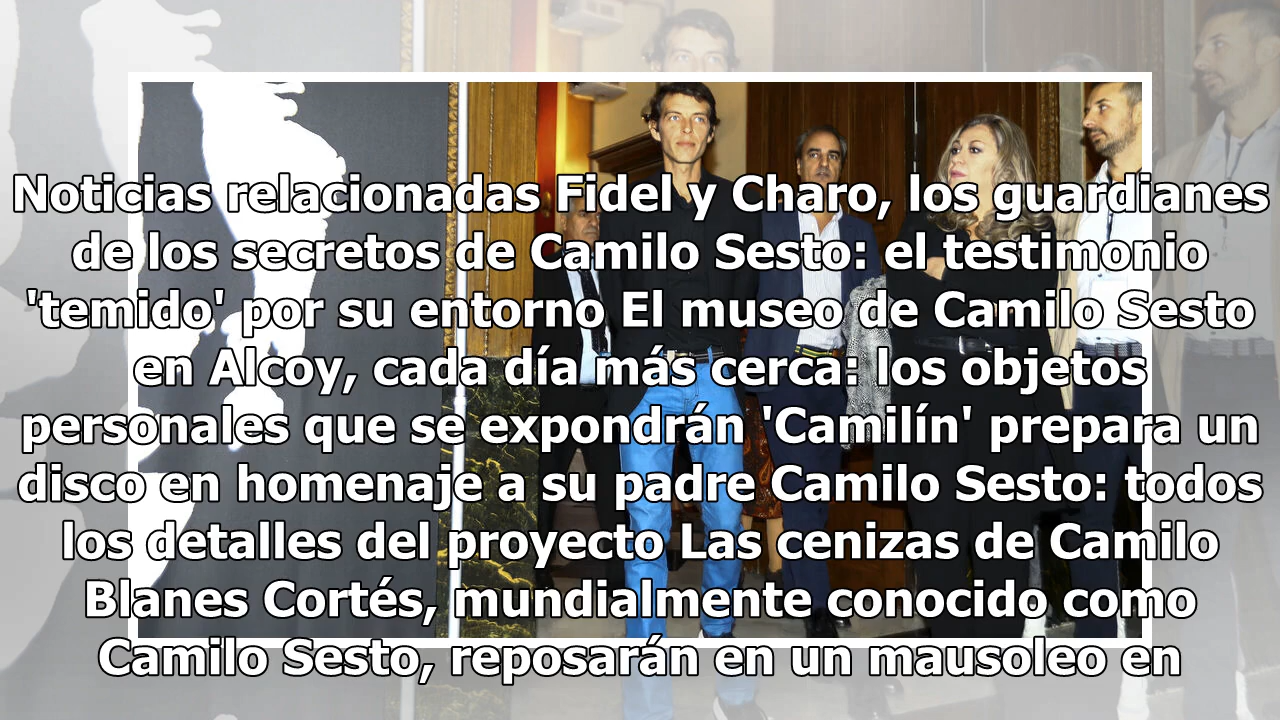 Noticias relacionadas Fidel y Charo, los guardianes
de los secretos de Camilo Sesto: el testimonio
'temido' por su entorno El museo de Camilo Sesto
en Alcoy, cada día más cerca: los objetos
personales que se expondrán 'Camilín' prepara un
disco en homenaje a su padre Camilo Sesto: todos
los detalles del proyecto Las cenizas de Camilo
Blanes Cortés, mundialmente conocido como
Camilo Sesto, reposarán en un mausoleo en